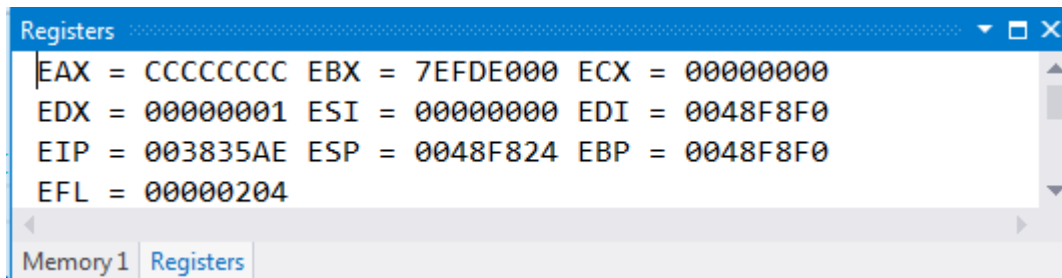 Registers
EAX = CCCCCCCC EBX = 7EFDE000 ECX = 00000000
EDX = 00000001 ESI = 00000000 EDI = 0048F8F0
EIP = 003835AE ESP = 0048F824 EBP = 0048F8F0
EFL = 00000204
Memory 1 Registers